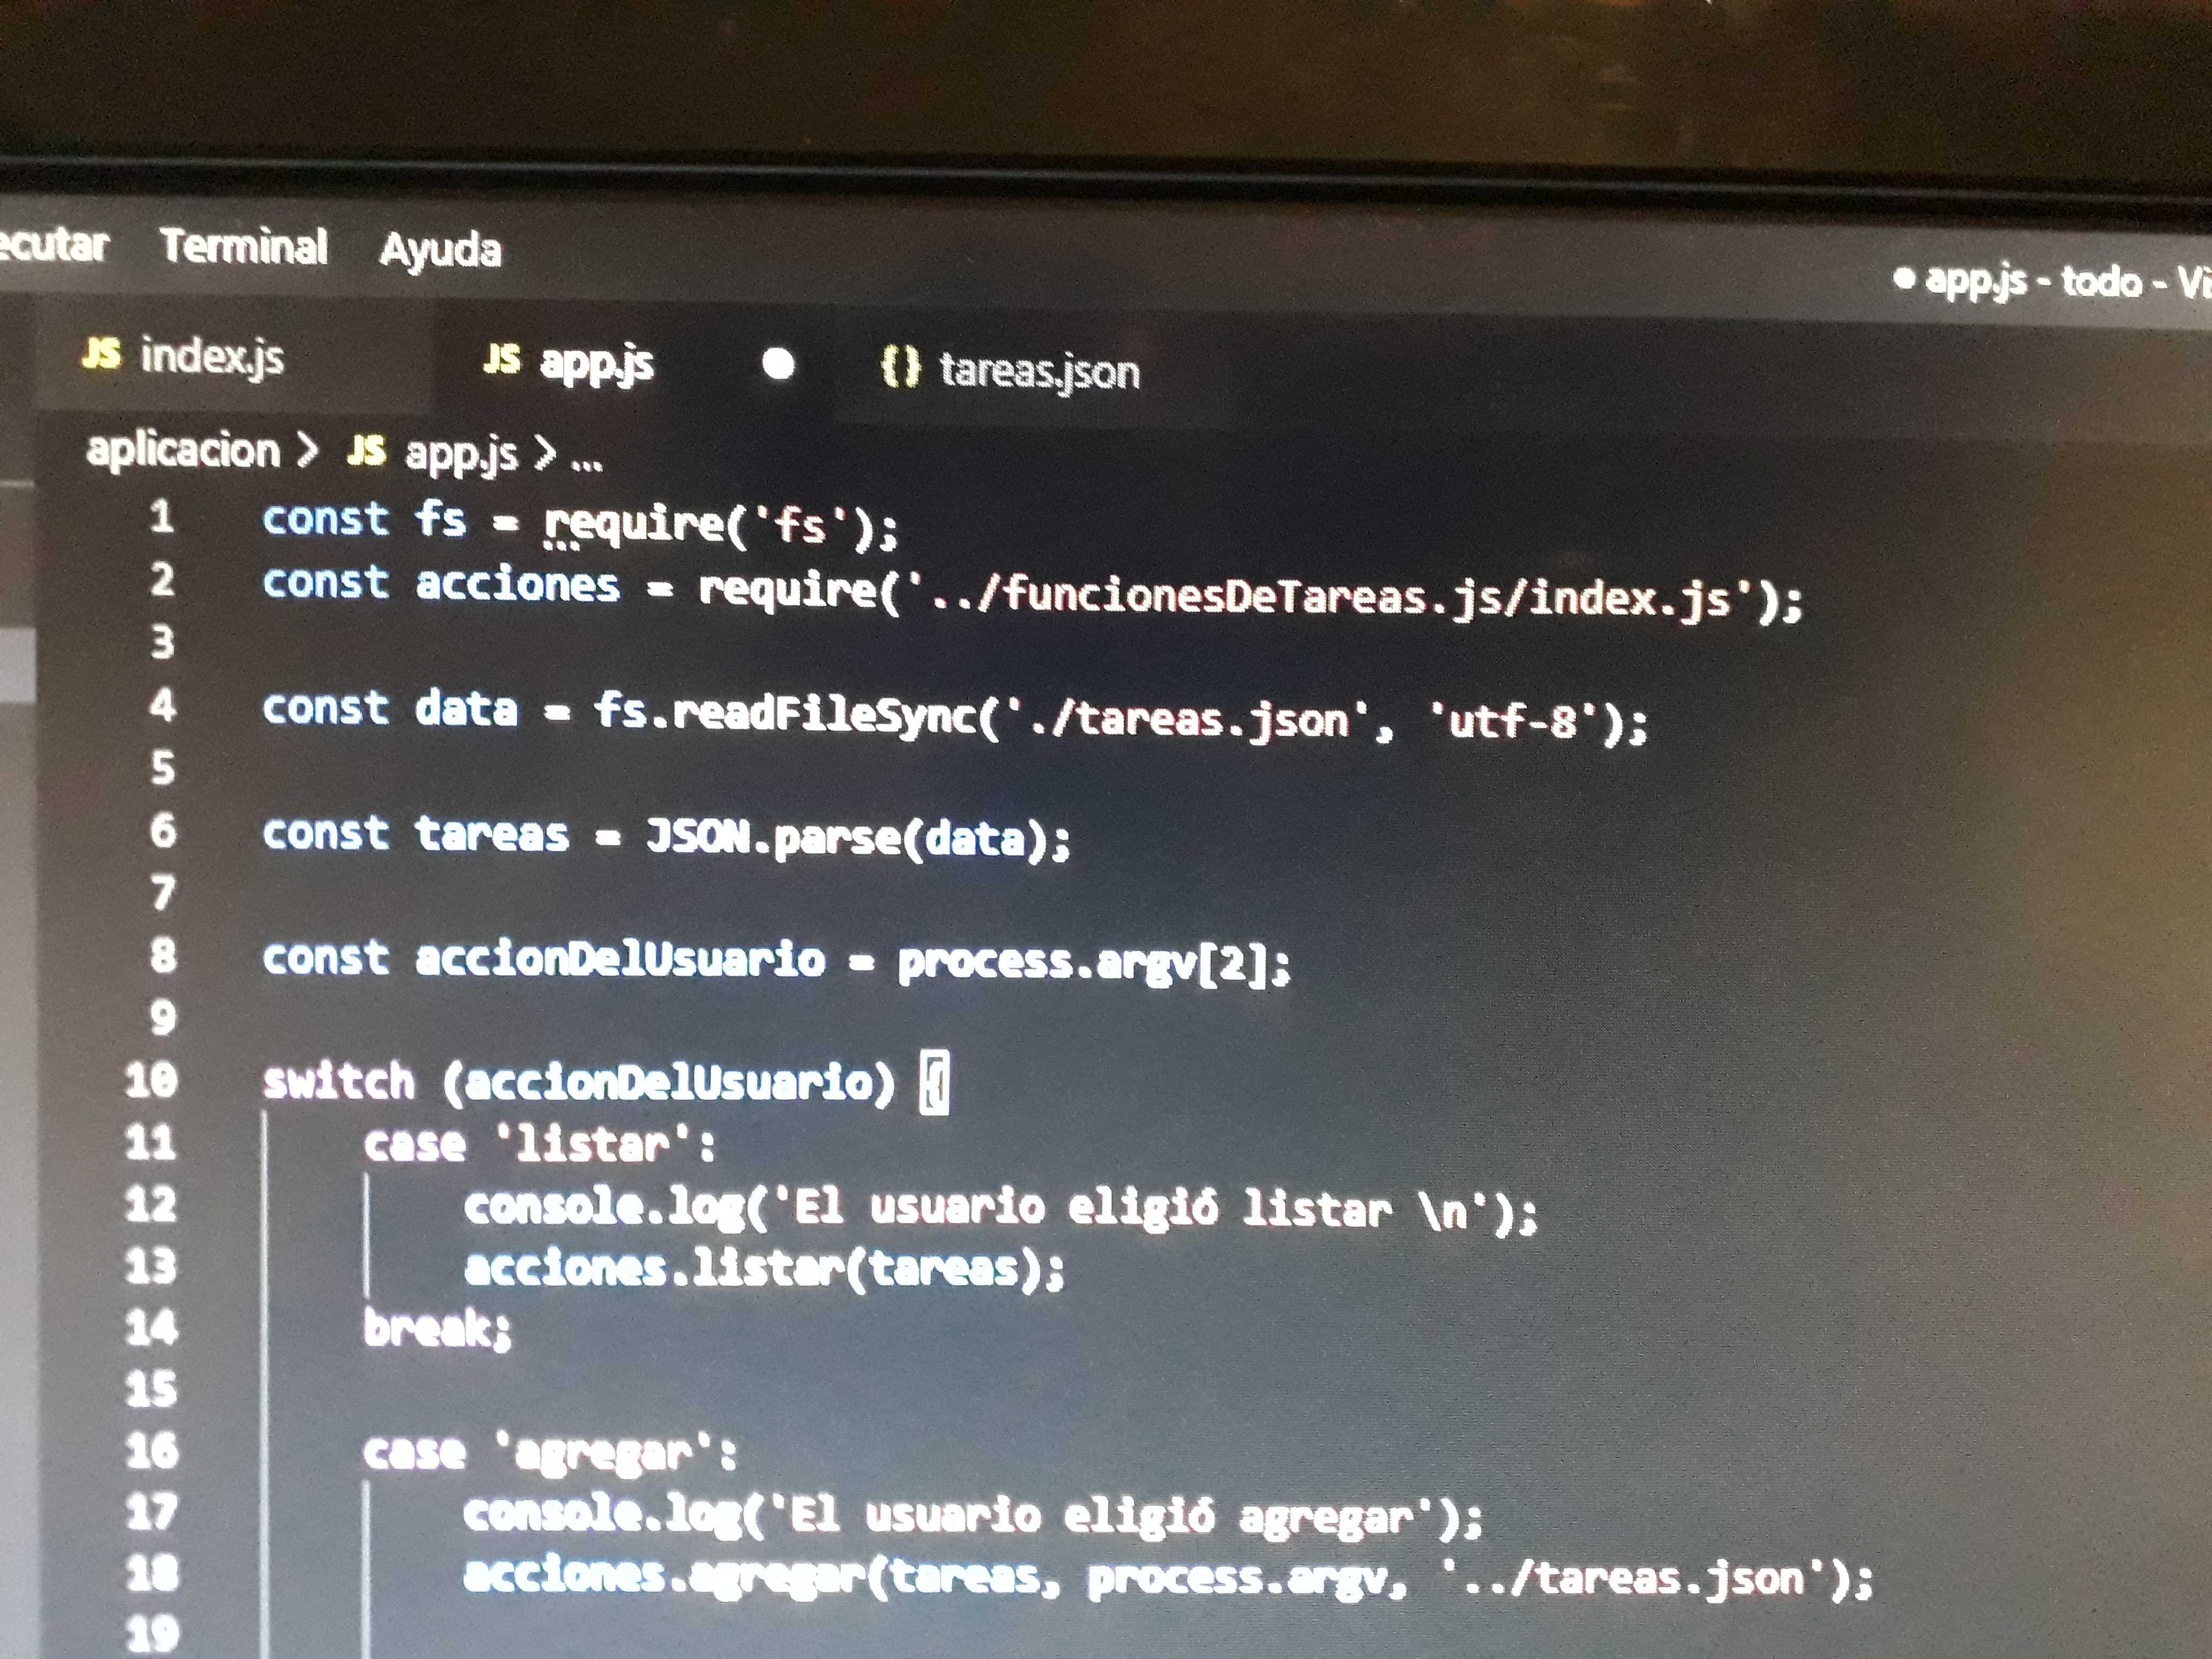 ecutar Terminal Ayuda
● app.js - todo - Vi
JS index.js JS app.js ● {} tareas.json
aplicacion > JS app.js > ...
1 const fs = require('fs');
2 const acciones = require('../funcionesDeTareas.js/index.js');
3
4 const data = fs.readFileSync('./tareas.json', 'utf-8');
5
6 const tareas = JSON.parse(data);
7
8 const accionDelUsuario = process.argv[2];
9
10 switch (accionDelUsuario) {
11 case 'listar':
12 console.log('El usuario eligió listar \n');
13 acciones.listar(tareas);
14 break;
15
16 case 'agregar':
17 console.log('El usuario eligió agregar');
18 acciones.agregar(tareas, process.argv, '../tareas.json');
19